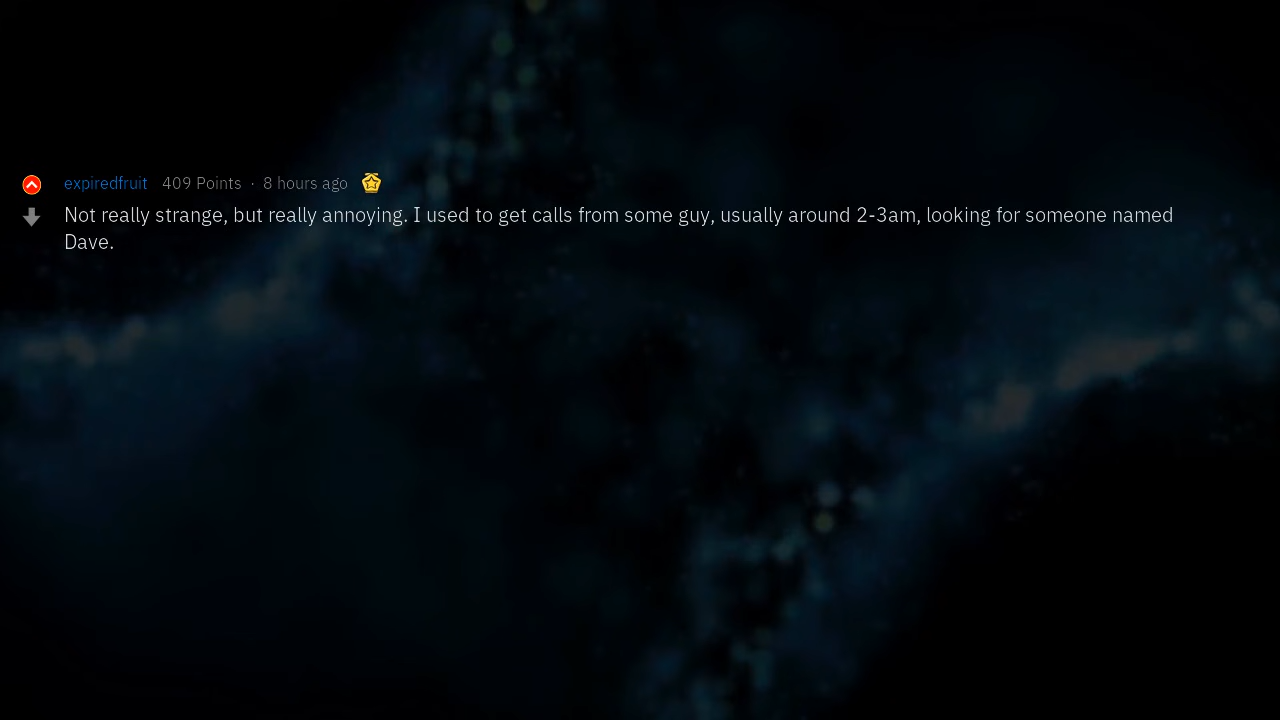 expiredfruit 409 Points · 8 hours ago
Not really strange, but really annoying. I used to get calls from some guy, usually around 2-3am, looking for someone named
Dave.